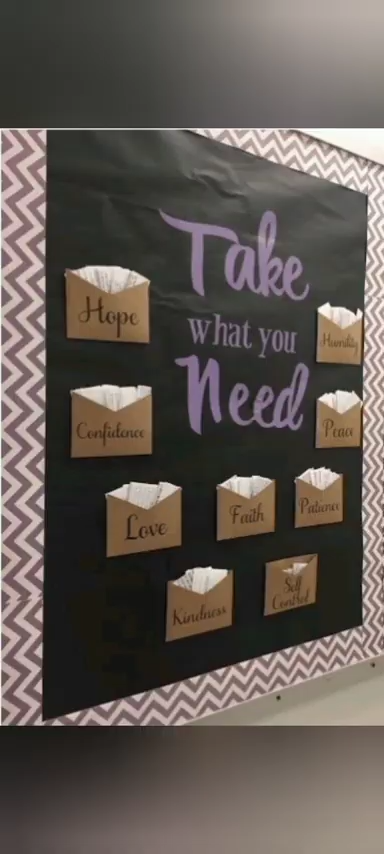 Take
what you
Need
Hope
Humility
Confidence
Peace
Love
Faith
Patience
Kindness
Self
Control